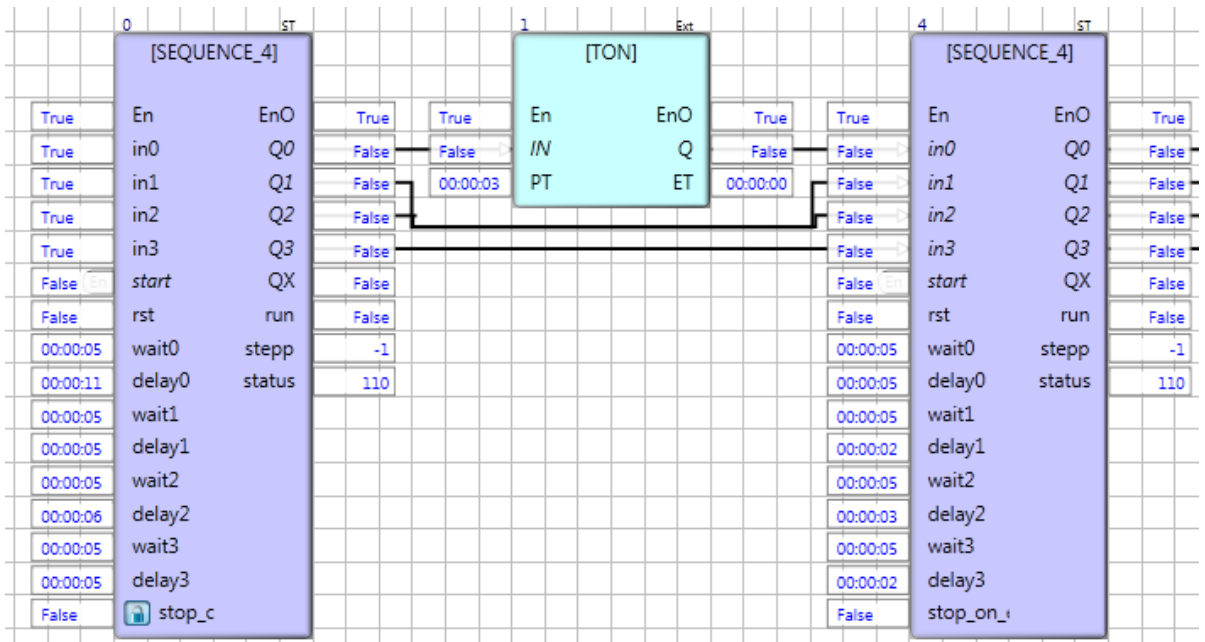 0 ST 1 Ext 4 ST
[SEQUENCE_4] [TON] [SEQUENCE_4]
True En EnO True True En EnO True True En EnO True
True in0 Q0 False False IN Q False False in0 Q0 False
True in1 Q1 False 00:00:03 PT ET 00:00:00 False in1 Q1 False
True in2 Q2 False False in2 Q2 False
True in3 Q3 False False in3 Q3 False
False En start QX False False En start QX False
False rst run False False rst run False
00:00:05 wait0 stepp -1 00:00:05 wait0 stepp -1
00:00:11 delay0 status 110 00:00:05 delay0 status 110
00:00:05 wait1 00:00:05 wait1
00:00:05 delay1 00:00:02 delay1
00:00:05 wait2 00:00:05 wait2
00:00:06 delay2 00:00:03 delay2
00:00:05 wait3 00:00:05 wait3
00:00:05 delay3 00:00:02 delay3
False stop_c False stop_on_